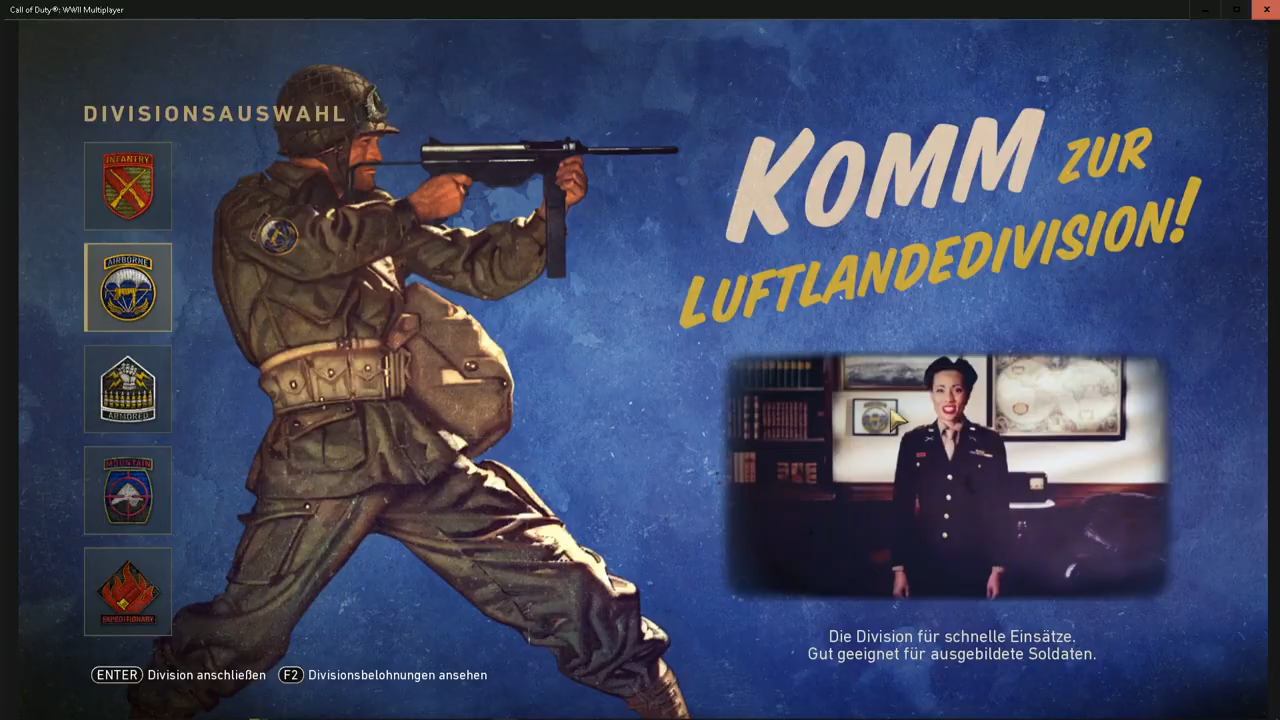 Call of Duty®: WWII Multiplayer
DIVISIONSAUSWAHL
INFANTRY
AIRBORNE
ARMORED
MOUNTAIN
EXPEDITIONARY
KOMM ZUR
LUFTLANDEDIVISION!
Die Division für schnelle Einsätze.
Gut geeignet für ausgebildete Soldaten.
ENTER Division anschließen F2 Divisionsbelohnungen ansehen